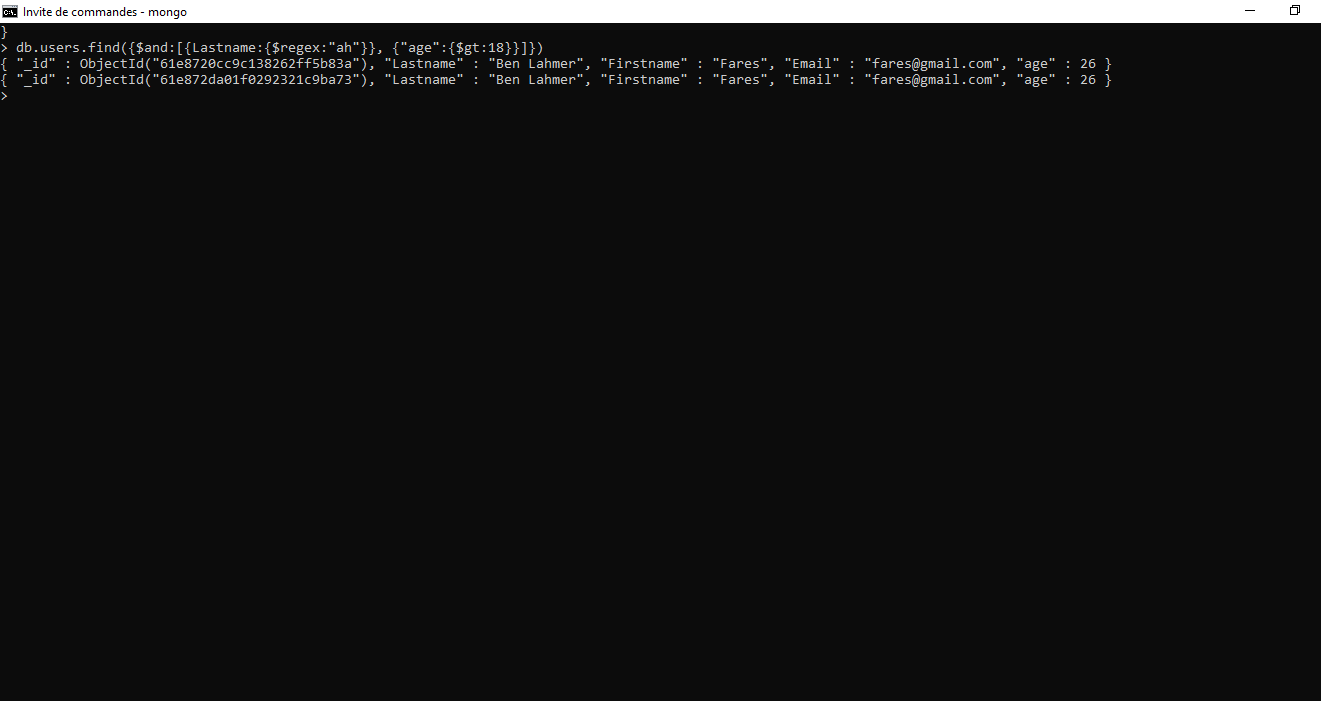 Invite de commandes - mongo
}
> db.users.find({$and:[{Lastname:{$regex:"ah"}}, {"age":{$gt:18}}]})
{ "_id" : ObjectId("61e8720cc9c138262ff5b83a"), "Lastname" : "Ben Lahmer", "Firstname" : "Fares", "Email" : "fares@gmail.com", "age" : 26 }
{ "_id" : ObjectId("61e872da01f0292321c9ba73"), "Lastname" : "Ben Lahmer", "Firstname" : "Fares", "Email" : "fares@gmail.com", "age" : 26 }
>